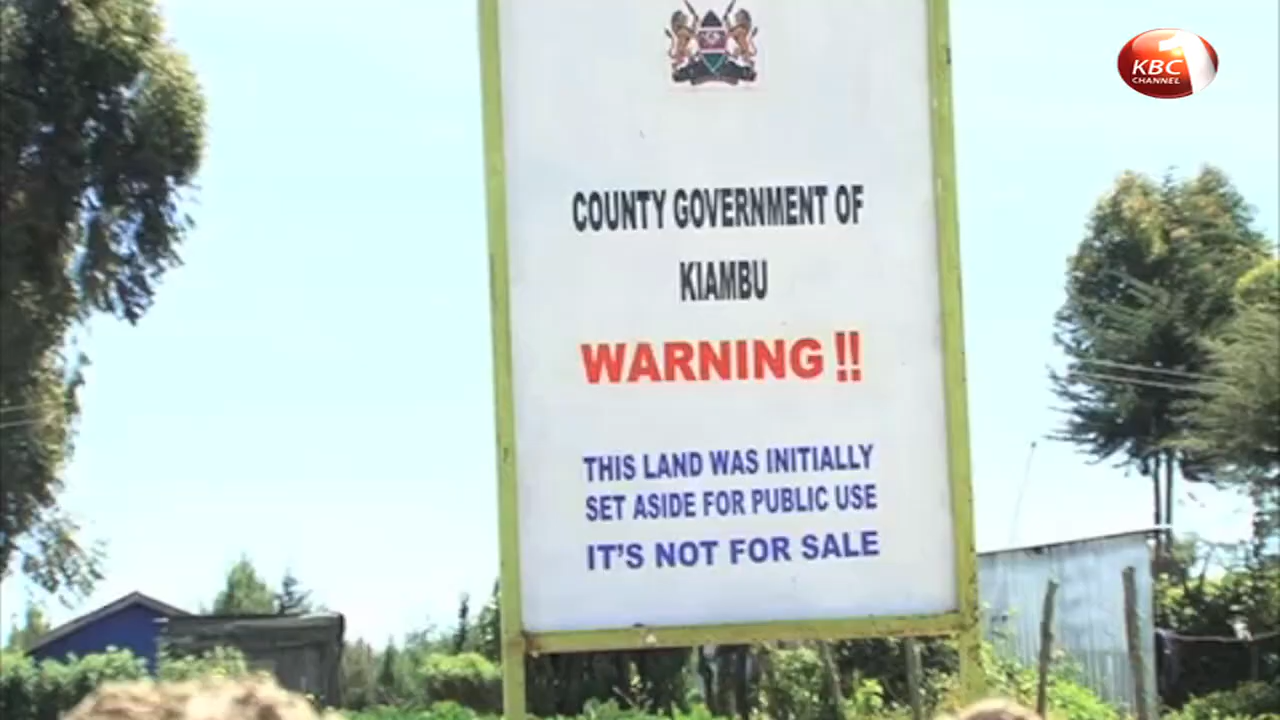 KBC 1
CHANNEL
COUNTY GOVERNMENT OF
KIAMBU
WARNING !!
THIS LAND WAS INITIALLY
SET ASIDE FOR PUBLIC USE
IT'S NOT FOR SALE